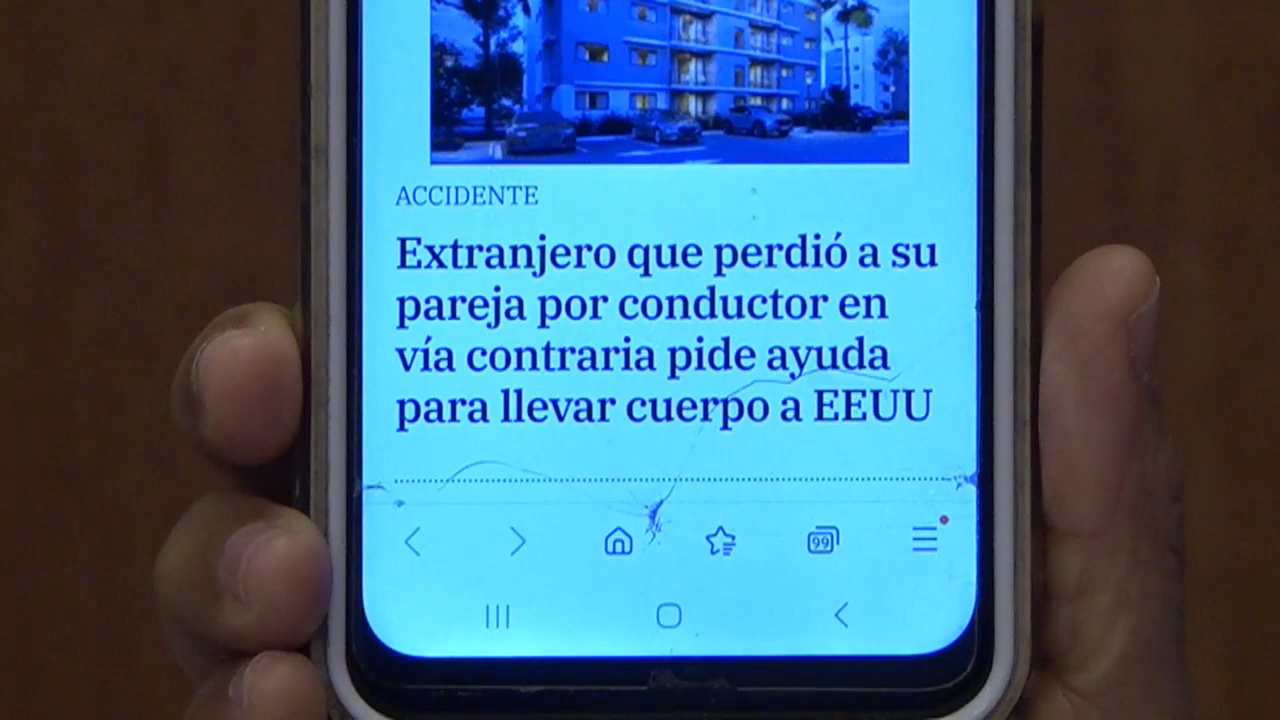 ACCIDENTE
Extranjero que perdió a su
pareja por conductor en
vía contraria pide ayuda
para llevar cuerpo a EEUU
99